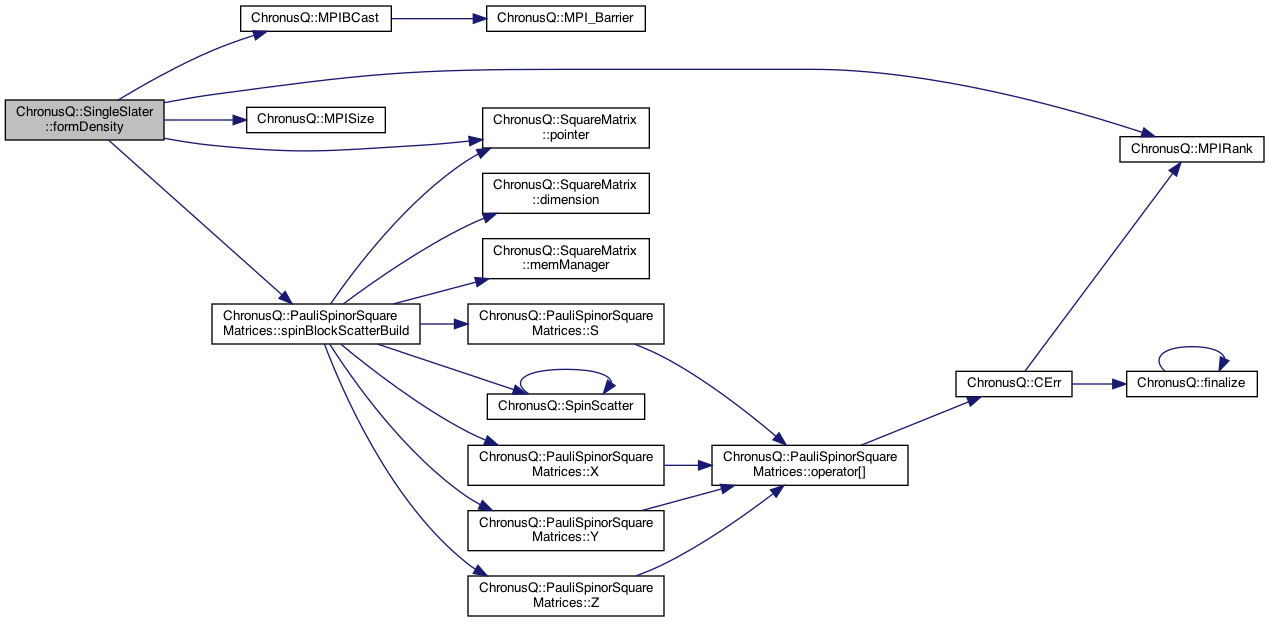 ChronusQ::MPIBCast
ChronusQ::MPI_Barrier
ChronusQ::SingleSlater
::formDensity
ChronusQ::MPISize
ChronusQ::SquareMatrix
::pointer
ChronusQ::MPIRank
ChronusQ::SquareMatrix
::dimension
ChronusQ::SquareMatrix
::memManager
ChronusQ::PauliSpinorSquare
Matrices::spinBlockScatterBuild
ChronusQ::PauliSpinorSquare
Matrices::S
ChronusQ::CErr
ChronusQ::finalize
ChronusQ::SpinScatter
ChronusQ::PauliSpinorSquare
Matrices::X
ChronusQ::PauliSpinorSquare
Matrices::operator[]
ChronusQ::PauliSpinorSquare
Matrices::Y
ChronusQ::PauliSpinorSquare
Matrices::Z